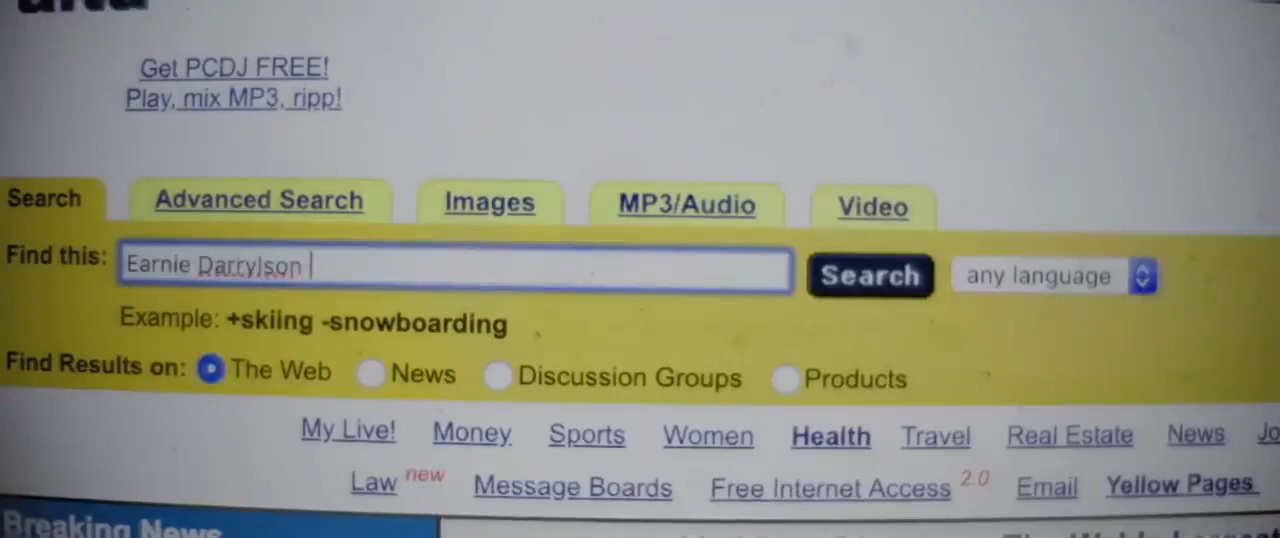 Get PCDJ FREE!
Play, mix MP3, ripp!
Search Advanced Search Images MP3/Audio Video
Find this: Earnie Darrylson Search any language
Example: +skiing -snowboarding
Find Results on: The Web News Discussion Groups Products
My Live! Money Sports Women Health Travel Real Estate News
Law new Message Boards Free Internet Access 2.0 Email Yellow Pages
Breaking News